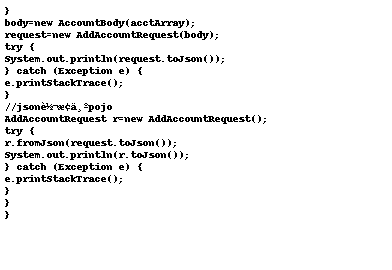 }
body=new AccountBody(acctArray);
request=new AddAccountRequest(body);
try {
System.out.println(request.toJson());
} catch (Exception e) {
e.printStackTrace();
}
//jsonè½¬æ¢ä¸ºpojo
AddAccountRequest r=new AddAccountRequest();
try {
r.fromJson(request.toJson());
System.out.println(r.toJson());
} catch (Exception e) {
e.printStackTrace();
}
}
}